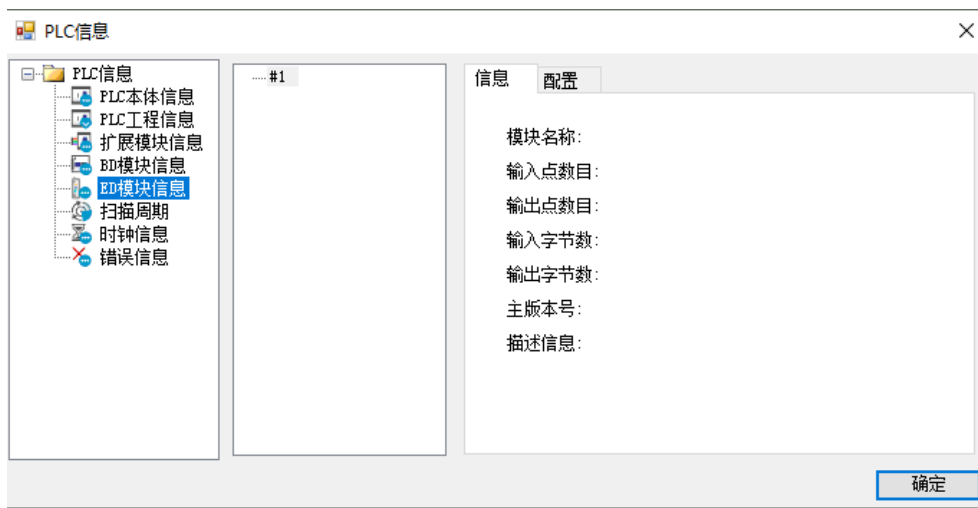 PLC信息
PLC信息
PLC本体信息
PLC工程信息
扩展模块信息
BD模块信息
ED模块信息
扫描周期
时钟信息
错误信息
#1
信息
配置
模块名称:
输入点数目:
输出点数目:
输入字节数:
输出字节数:
主版本号:
描述信息:
确定